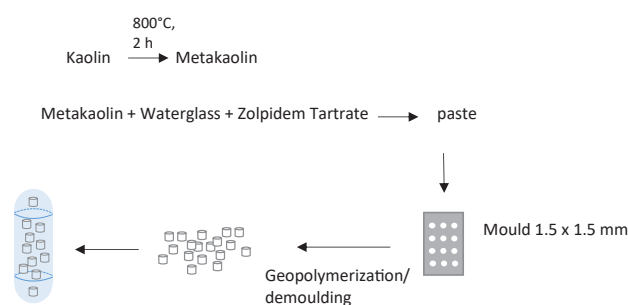 800°C,
2 h
Kaolin Metakaolin
Metakaolin + Waterglass + Zolpidem Tartrate paste
Mould 1.5 x 1.5 mm
Geopolymerization/
demoulding